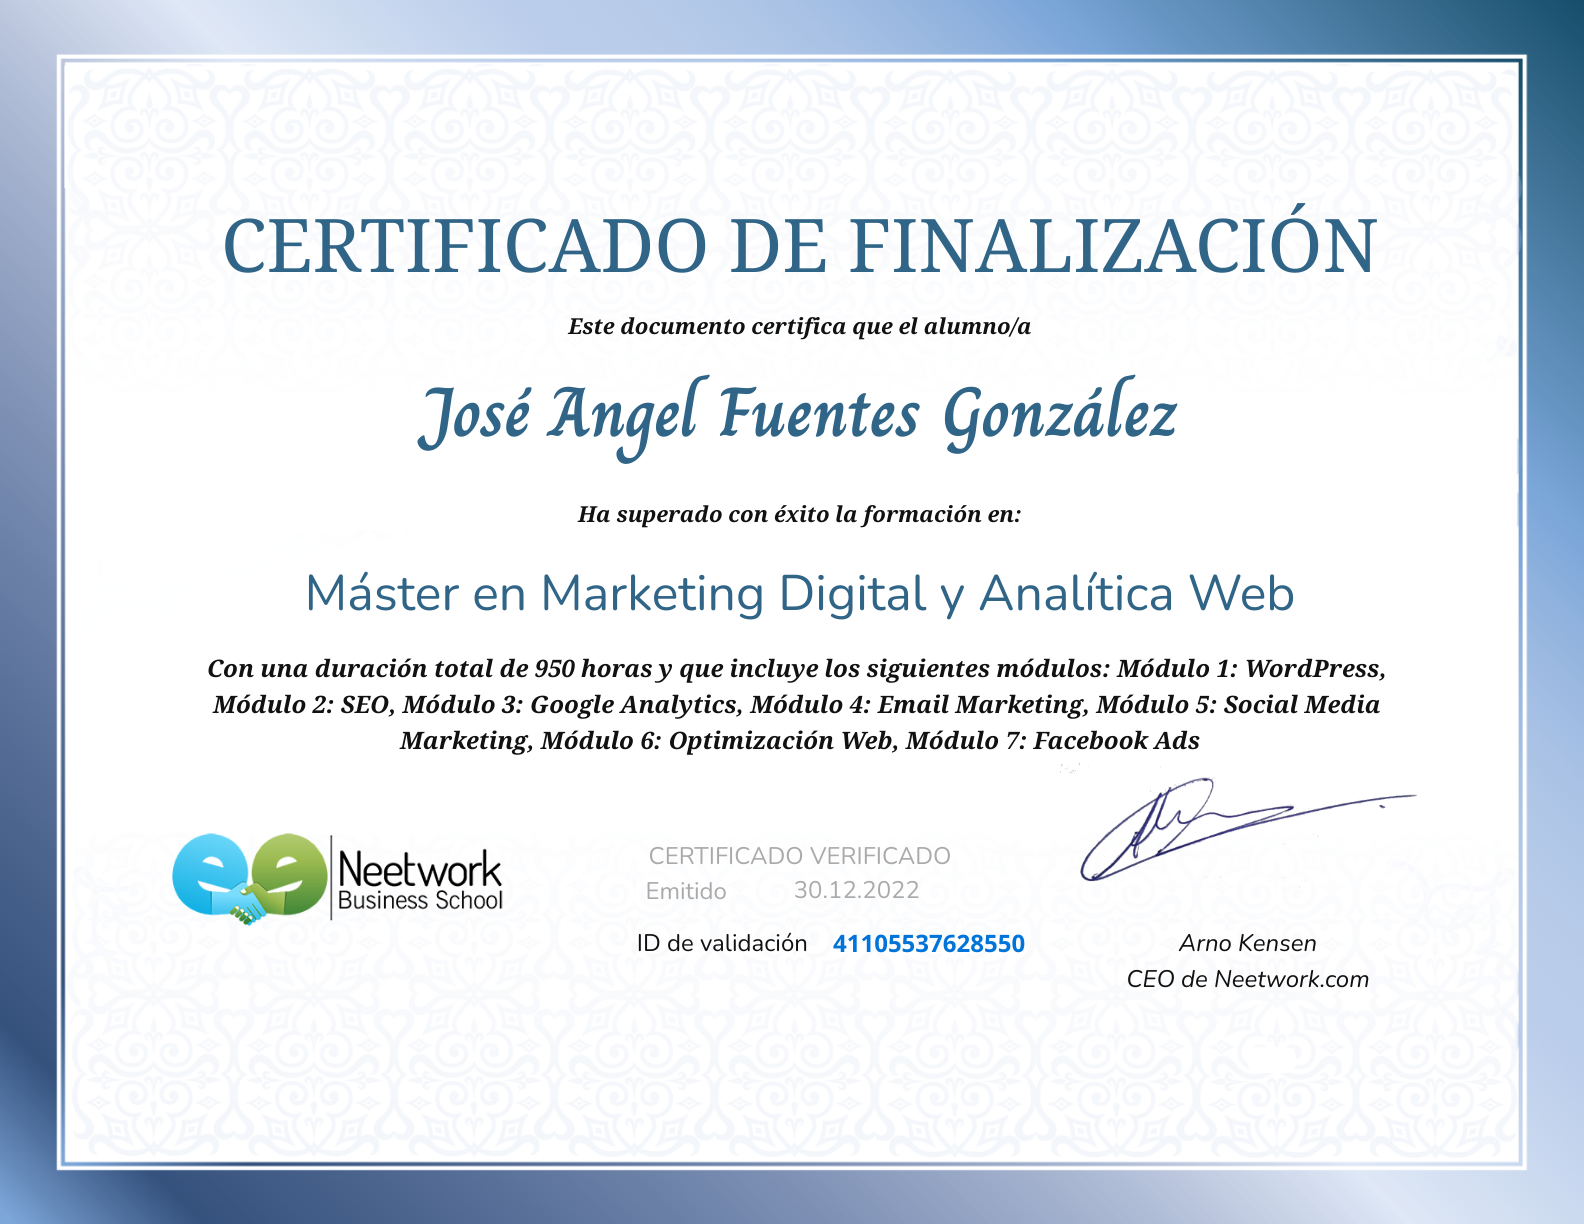 CERTIFICADO DE FINALIZACIÓN
Este documento certifica que el alumno/a
José Angel Fuentes González
Ha superado con éxito la formación en:
Máster en Marketing Digital y Analítica Web
Con una duración total de 950 horas y que incluye los siguientes módulos: Módulo 1: WordPress,
Módulo 2: SEO, Módulo 3: Google Analytics, Módulo 4: Email Marketing, Módulo 5: Social Media
Marketing, Módulo 6: Optimización Web, Módulo 7: Facebook Ads
Neetwork
Business School
CERTIFICADO VERIFICADO
Emitido 30.12.2022
ID de validación 41105537628550
Arno Kensen
CEO de Neetwork.com